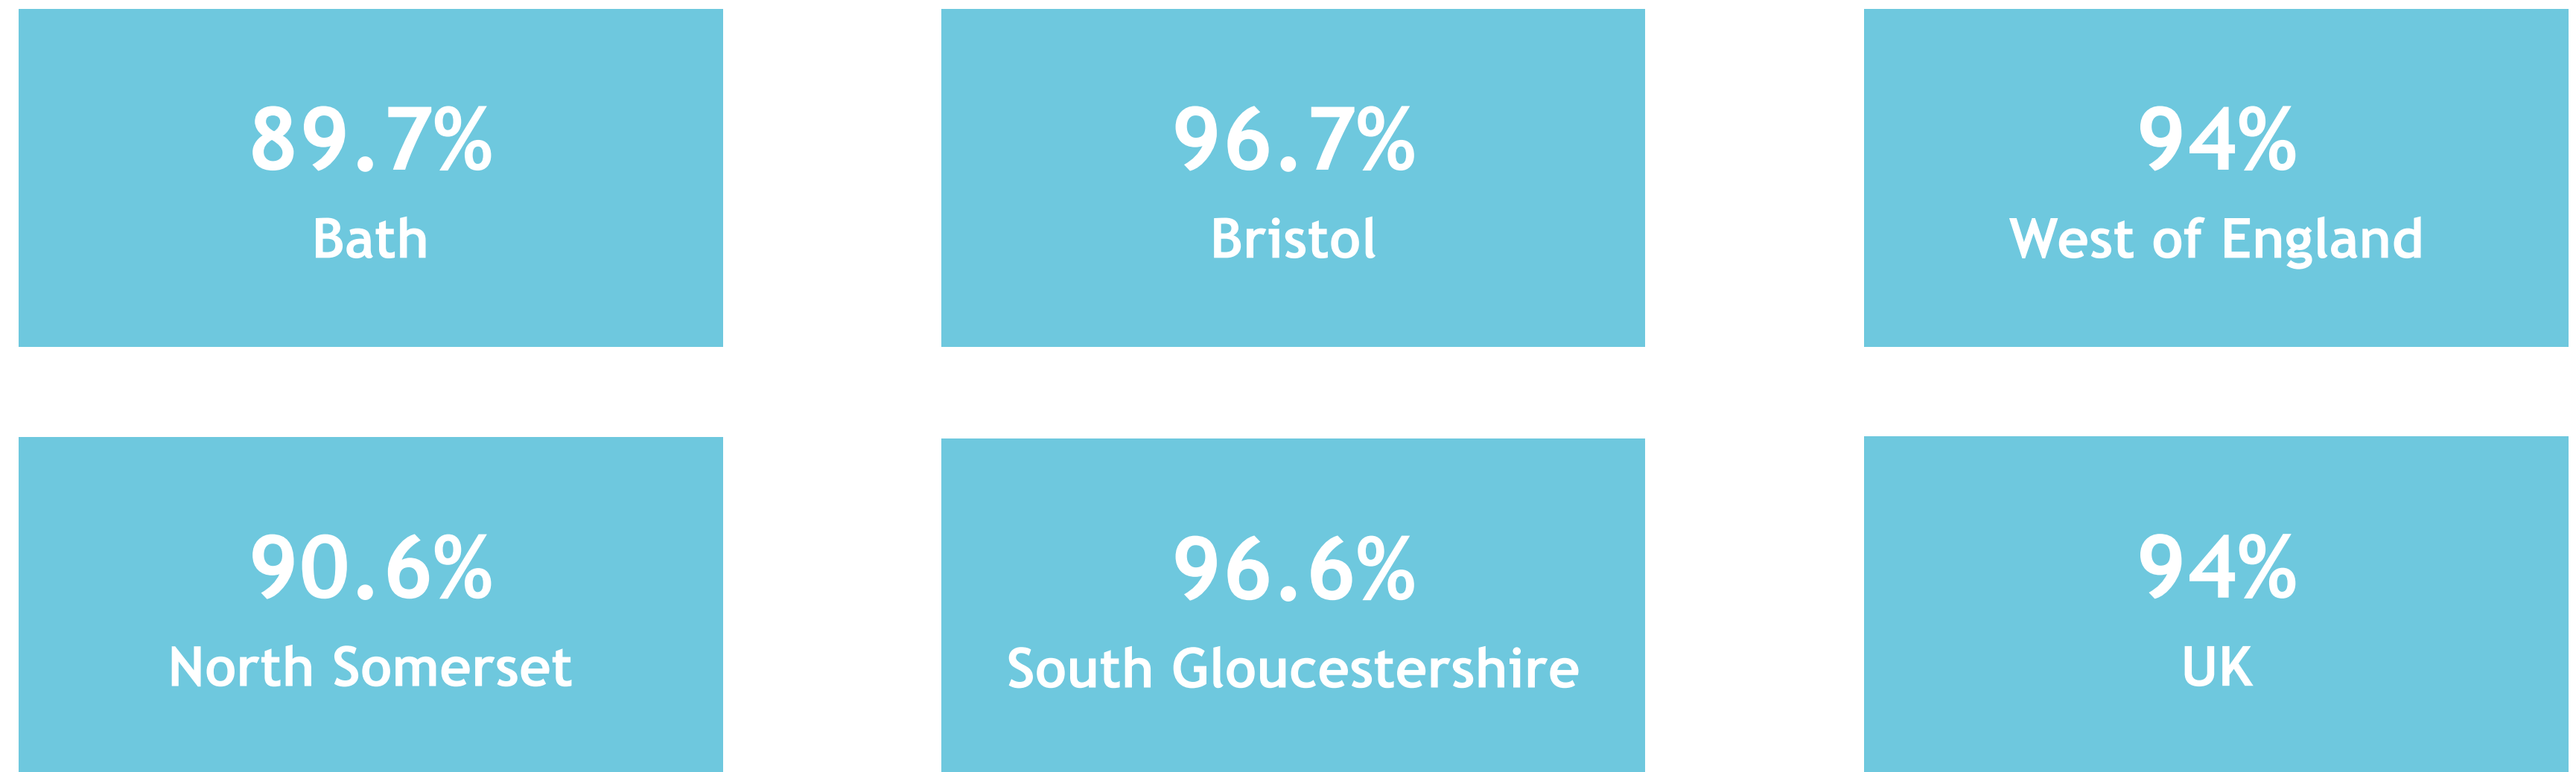 89.7%
Bath
96.7%
Bristol
94%
West of England
90.6%
North Somerset
96.6%
South Gloucestershire
94%
UK